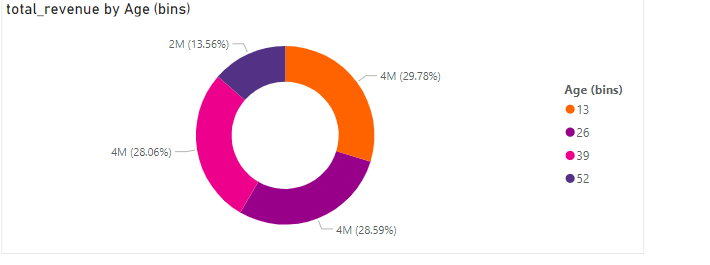 total_revenue by Age (bins)
2M (13.56%)
4M (29.78%)
4M (28.06%)
4M (28.59%)
Age (bins)
13
26
39
52